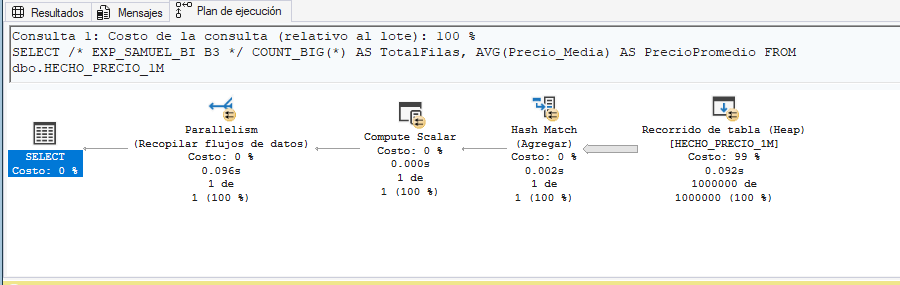 Resultados Mensajes Plan de ejecución
Consulta 1: Costo de la consulta (relativo al lote): 100 %
SELECT /* EXP_SAMUEL_BI B3 */ COUNT_BIG(*) AS TotalFilas, AVG(Precio_Media) AS PrecioPromedio FROM
dbo.HECHO_PRECIO_1M
SELECT
Costo: 0 %
Parallelism
(Recopilar flujos de datos)
Costo: 0 %
0.096s
1 de
1 (100 %)
Compute Scalar
Costo: 0 %
0.000s
1 de
1 (100 %)
Hash Match
(Agregar)
Costo: 0 %
0.002s
1 de
1 (100 %)
Recorrido de tabla (Heap)
[HECHO_PRECIO_1M]
Costo: 99 %
0.092s
1000000 de
1000000 (100 %)